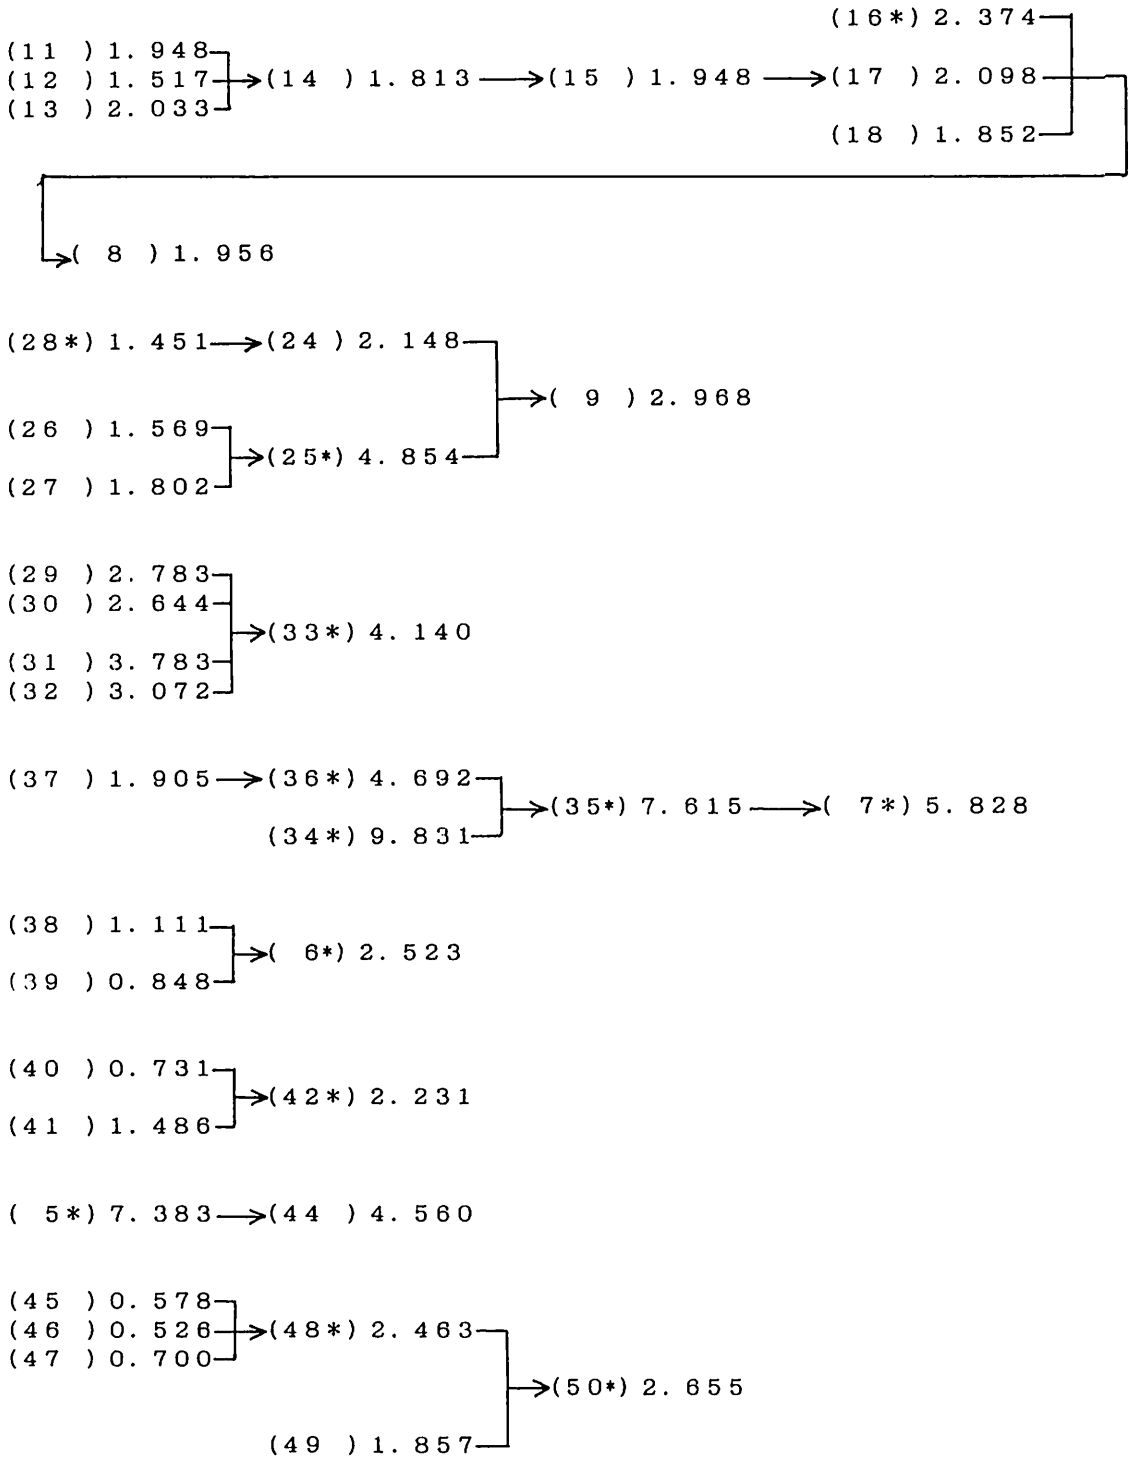 (16*) 2.374
(11 ) 1.948
(12 ) 1.517 (14 ) 1.813 (15 ) 1.948 (17 ) 2.098
(13 ) 2.033
(18 ) 1.852
( 8 ) 1.956
(28*) 1.451 (24 ) 2.148
( 9 ) 2.968
(26 ) 1.569
(25*) 4.854
(27 ) 1.802
(29 ) 2.783
(30 ) 2.644
(33*) 4.140
(31 ) 3.783
(32 ) 3.072
(37 ) 1.905 (36*) 4.692
(35*) 7.615 ( 7*) 5.828
(34*) 9.831
(38 ) 1.111
( 6*) 2.523
(39 ) 0.848
(40 ) 0.731
(42*) 2.231
(41 ) 1.486
( 5*) 7.383 (44 ) 4.560
(45 ) 0.578
(46 ) 0.526 (48*) 2.463
(47 ) 0.700
(50*) 2.655
(49 ) 1.857